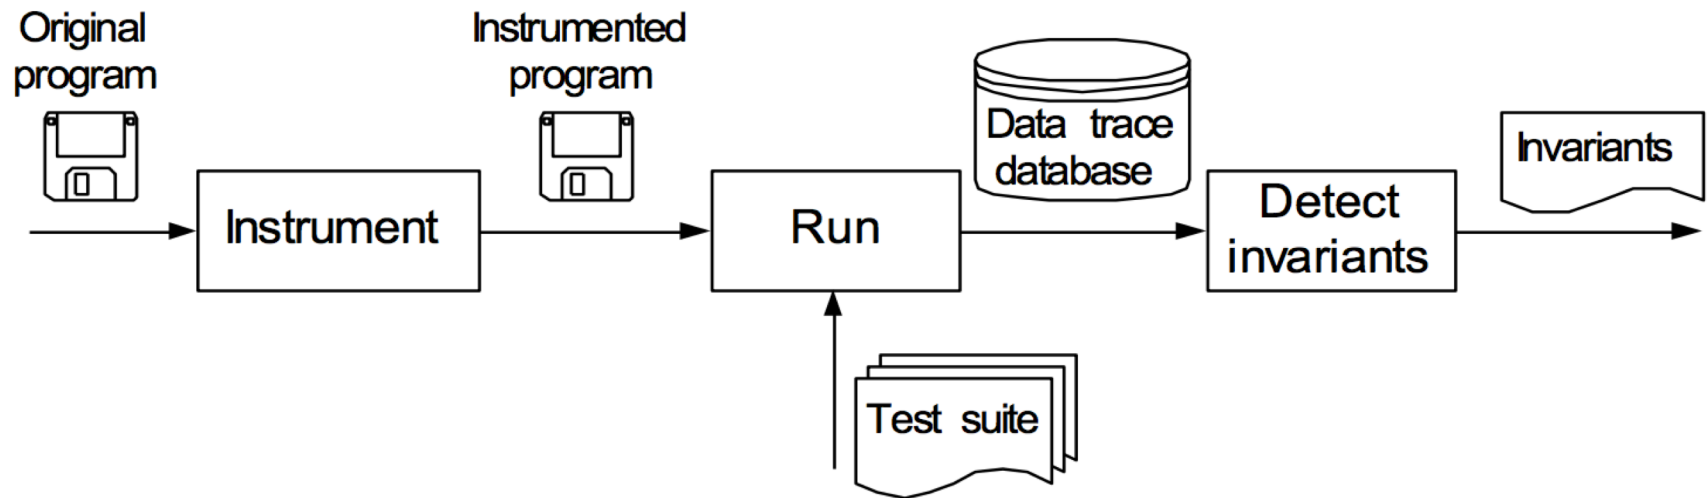 Original
program
Instrumented
program
Data trace
database
Invariants
Instrument
Run
Detect
invariants
Test suite